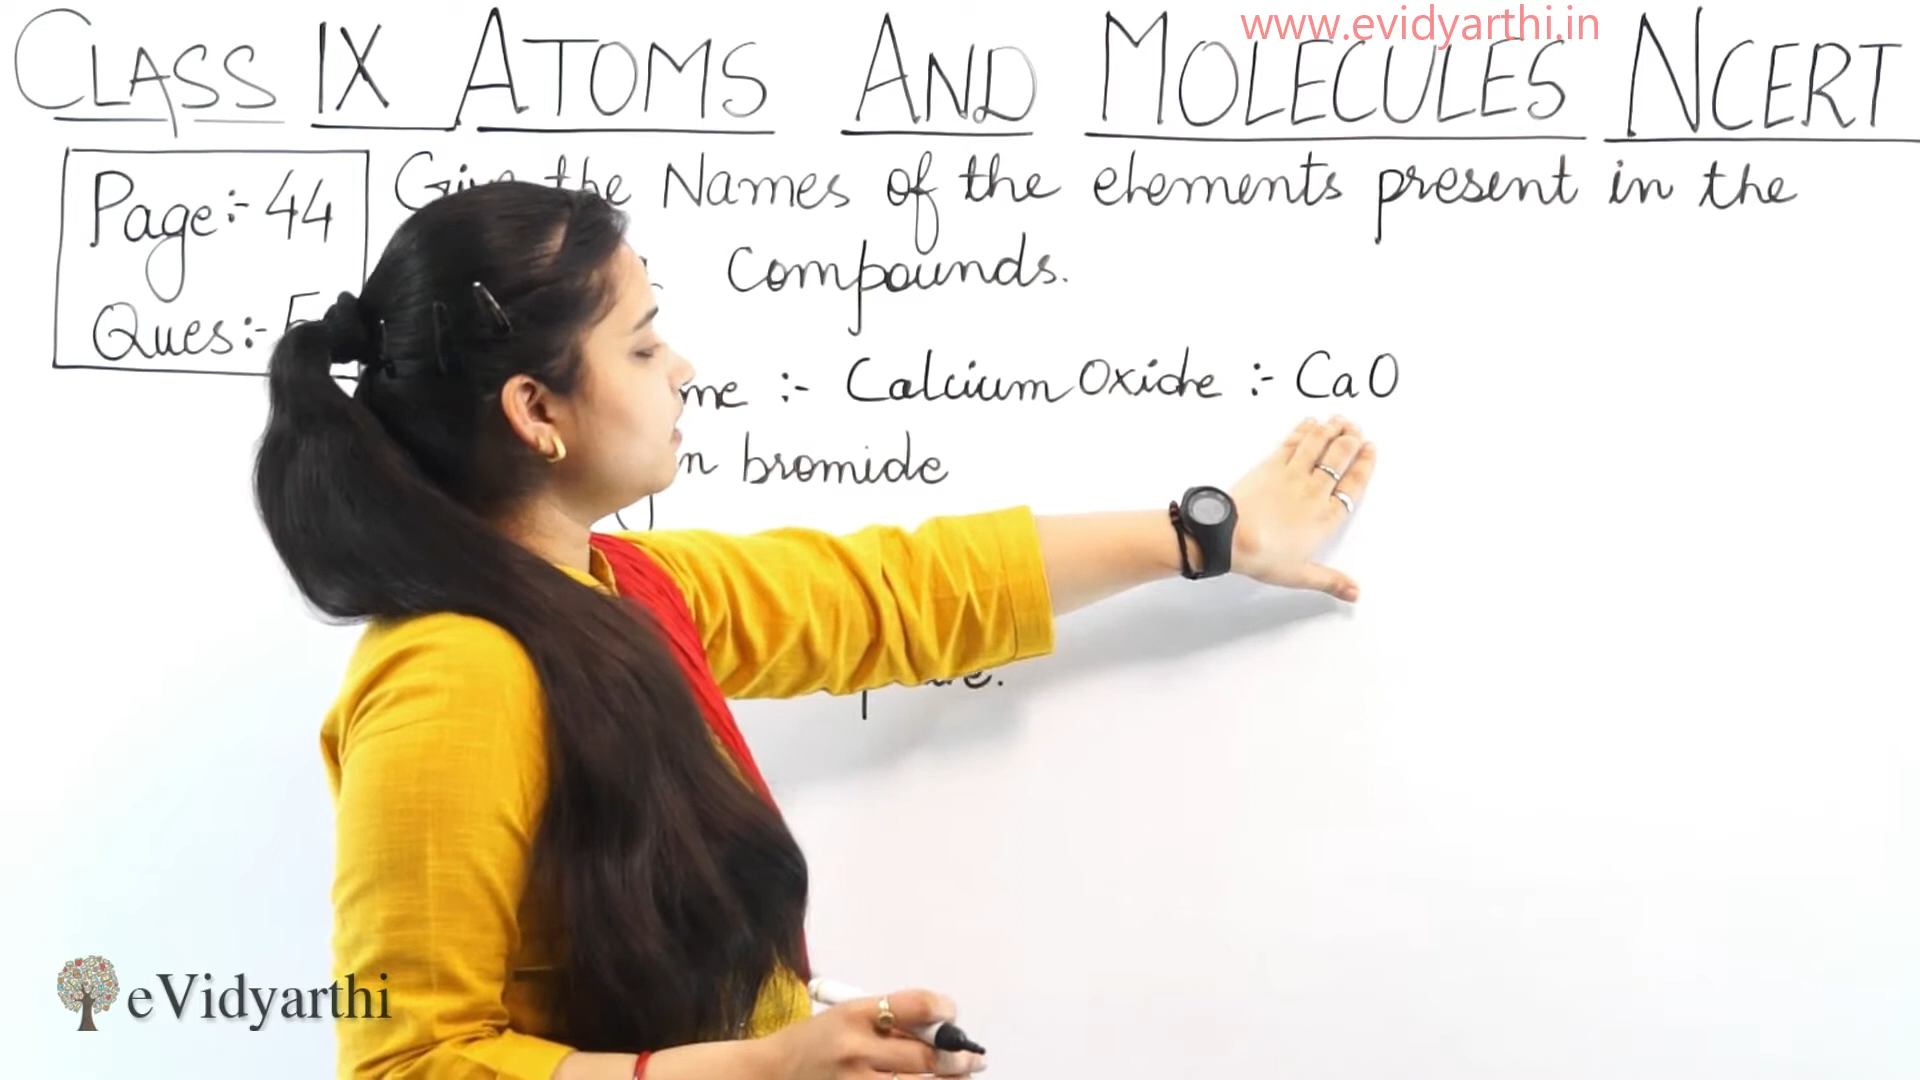 www.evidyarthi.in
CLASS IX ATOMS AND MOLECULES NCERT
Page:- 44
Ques:-
the Names of the elements present in the
Compounds.
:- Calcium Oxide :- CaO
bromide
eVidyarthi